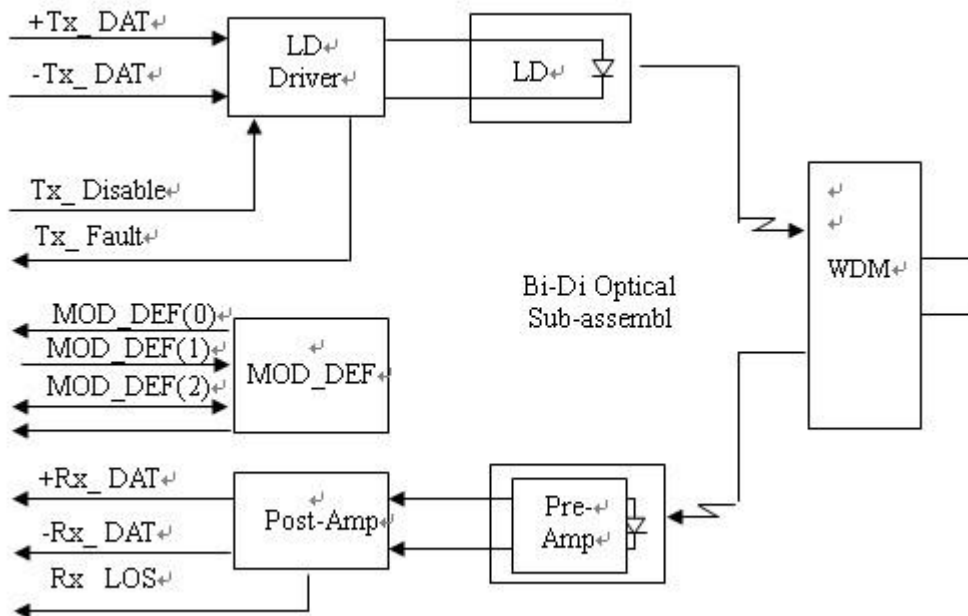 +Tx_ DAT
-Tx_ DAT
LD
Driver
LD
Tx_ Disable
Tx_ Fault
WDM
Bi-Di Optical
Sub-assembl
MOD_DEF(0)
MOD_DEF(1)
MOD_DEF(2)
MOD_DEF
+Rx_ DAT
-Rx_ DAT
Rx LOS
Post-Amp
Pre-
Amp